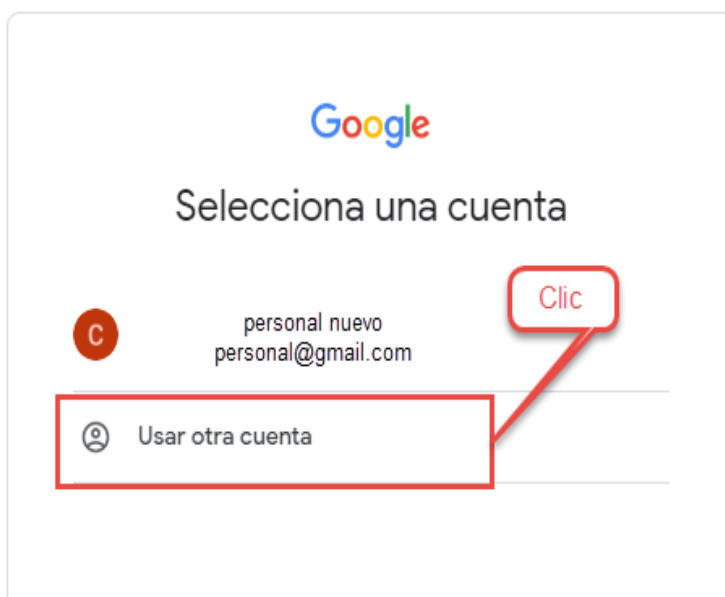 Google
Selecciona una cuenta
Clic
C
personal nuevo
personal@gmail.com
Usar otra cuenta